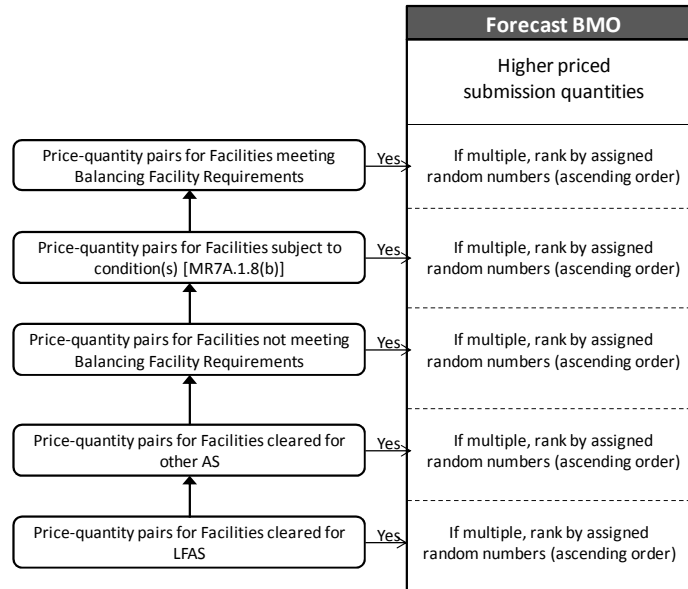 Forecast BMO
Higher priced
submission quantities
Price-quantity pairs for Facilities meeting
Balancing Facility Requirements
Yes
If multiple, rank by assigned
random numbers (ascending order)
Price-quantity pairs for Facilities subject to
condition(s) [MR7A.1.8(b)]
Yes
If multiple, rank by assigned
random numbers (ascending order)
Price-quantity pairs for Facilities not meeting
Balancing Facility Requirements
Yes
If multiple, rank by assigned
random numbers (ascending order)
Price-quantity pairs for Facilities cleared for
other AS
Yes
If multiple, rank by assigned
random numbers (ascending order)
Price-quantity pairs for Facilities cleared for
LFAS
Yes
If multiple, rank by assigned
random numbers (ascending order)